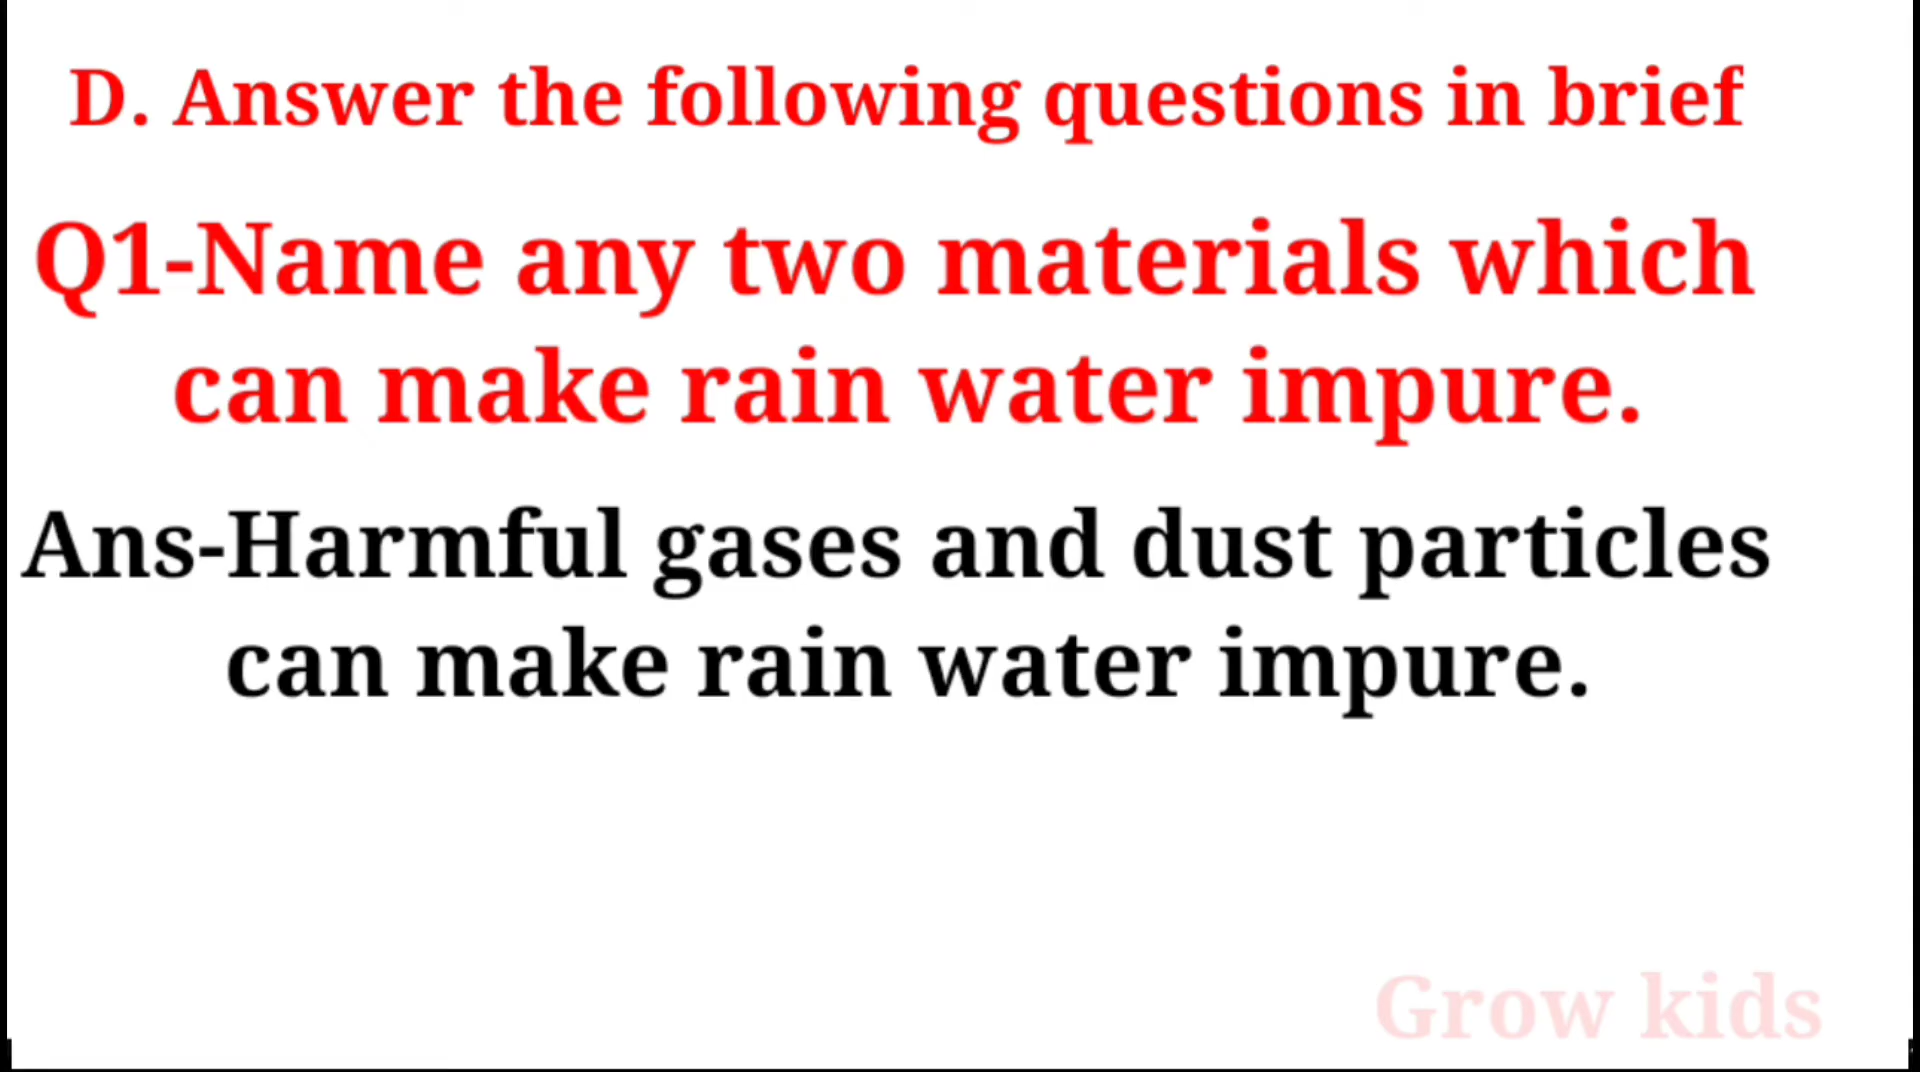 D. Answer the following questions in brief
Q1-Name any two materials which
can make rain water impure.
Ans-Harmful gases and dust particles
can make rain water impure.
Grow kids